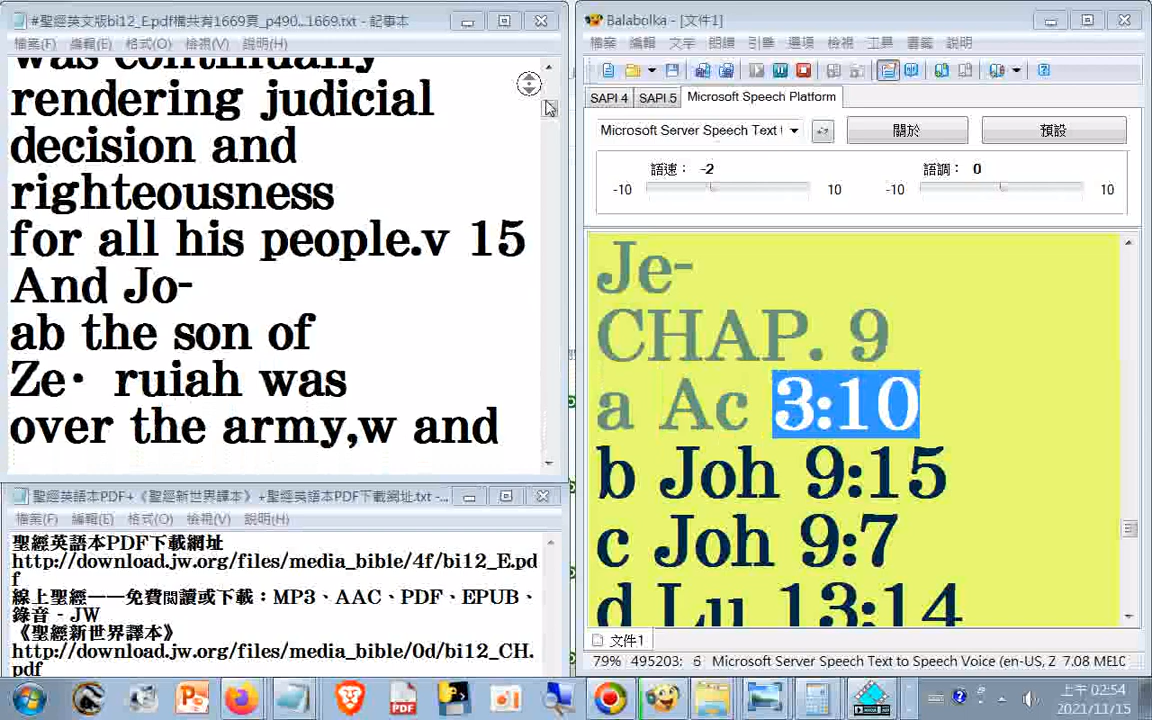 #聖經英文版bi12_E.pdf檔共有1669頁_p490...1669.txt - 記事本
檔案(F) 編輯(E) 格式(O) 檢視(V) 說明(H)
was continually
rendering judicial
decision and
righteousness
for all his people.v 15
And Jo-
ab the son of
Ze· ruiah was
over the army,w and
聖經英語本PDF+《聖經新世界譯本》+聖經英語本PDF下載網址.txt -...
檔案(F) 編輯(E) 格式(O) 檢視(V) 說明(H)
聖經英語本PDF下載網址
http://download.jw.org/files/media_bible/4f/bi12_E.pd
f
線上聖經——免費閱讀或下載：MP3、AAC、PDF、EPUB、
錄音 - JW
《聖經新世界譯本》
http://download.jw.org/files/media_bible/0d/bi12_CH.
pdf
Balabolka - [文件1]
檔案 編輯 文字 朗讀 引擎 選項 檢視 工具 書籤 說明
SAPI 4 SAPI 5 Microsoft Speech Platform
Microsoft Server Speech Text 關於 預設
語速： -2 語調： 0
-10 10 -10 10
Je-
CHAP. 9
a Ac 3:10
b Joh 9:15
c Joh 9:7
d Lu 13:14
文件1
79% 495203: 6 Microsoft Server Speech Text to Speech Voice (en-US, Z 7.08 ME10
上午 02:54
2021/11/15